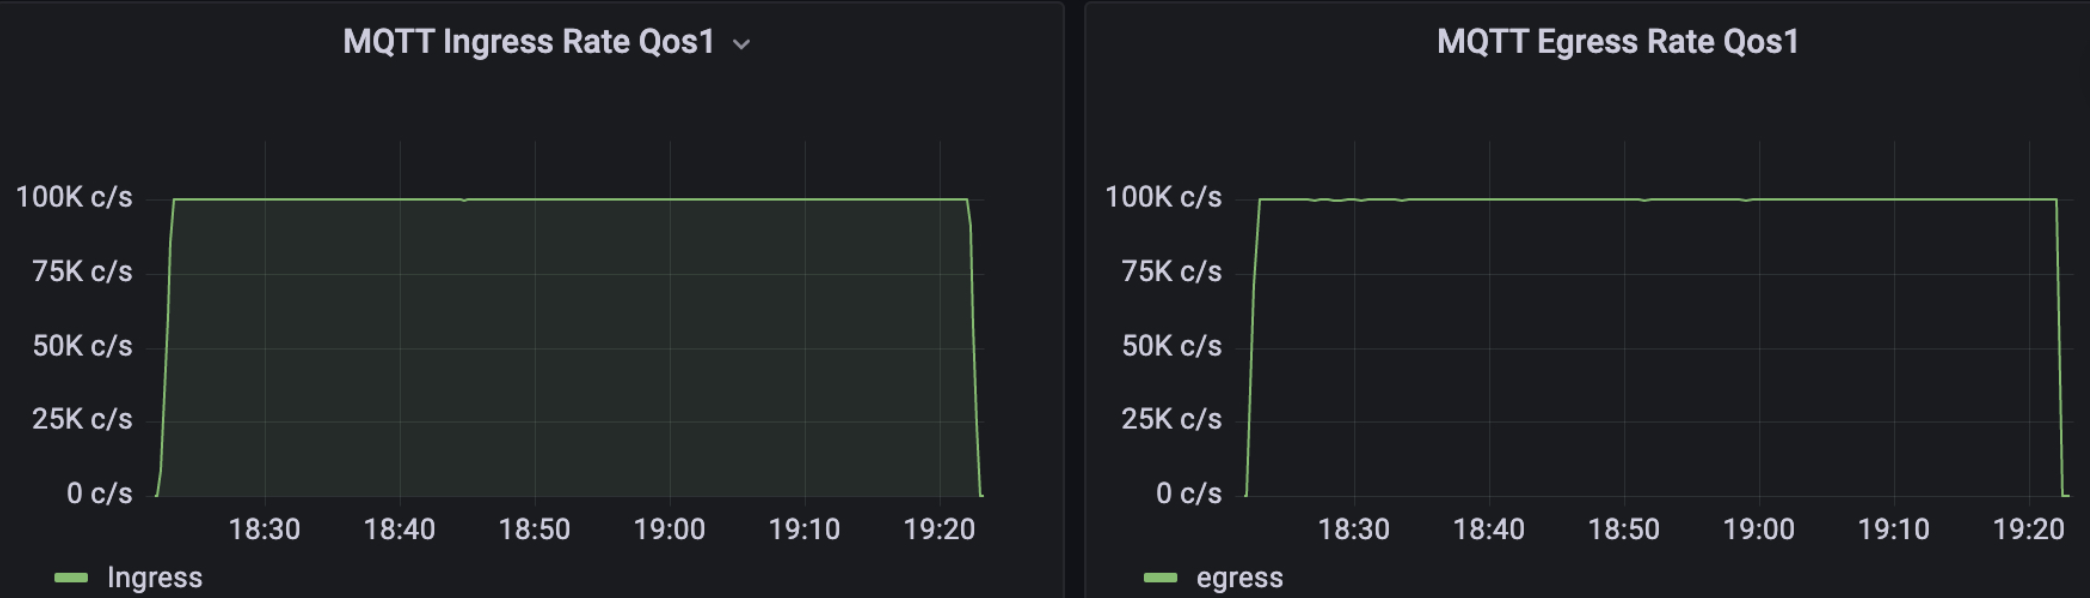 MQTT Ingress Rate Qos1
100K c/s
75K c/s
50K c/s
25K c/s
0 c/s
18:30 18:40 18:50 19:00 19:10 19:20
Ingress
MQTT Egress Rate Qos1
100K c/s
75K c/s
50K c/s
25K c/s
0 c/s
18:30 18:40 18:50 19:00 19:10 19:20
egress